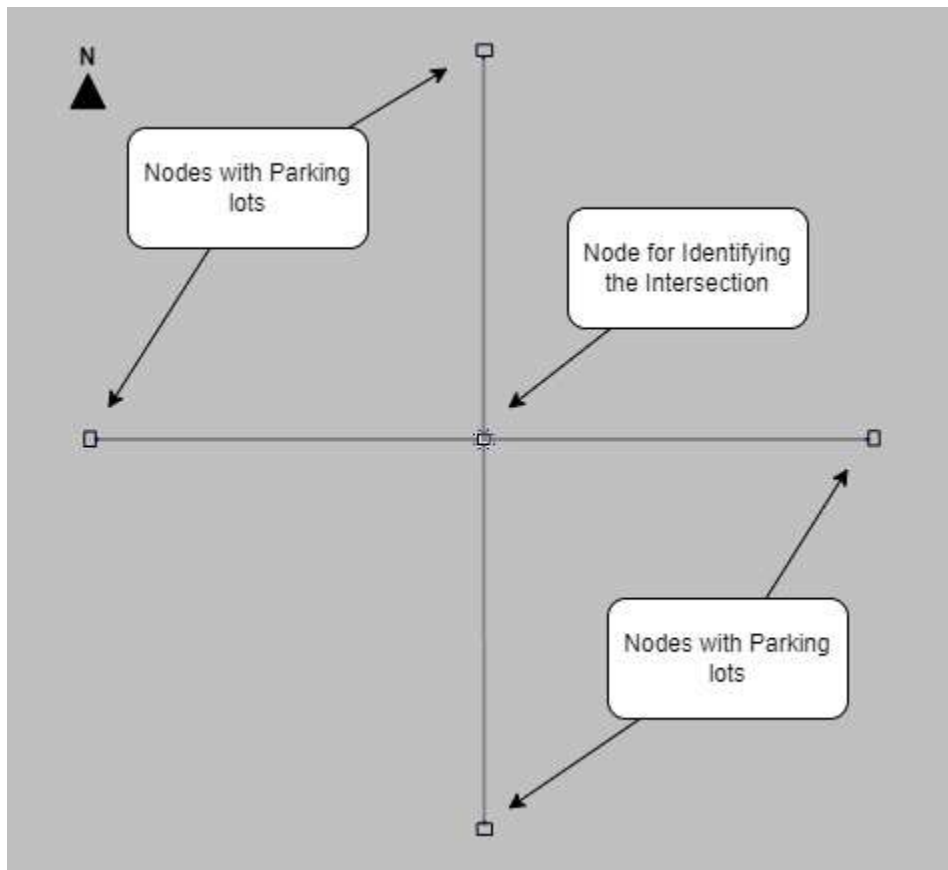 N
Nodes with Parking
lots
Node for Identifying
the Intersection
Nodes with Parking
lots